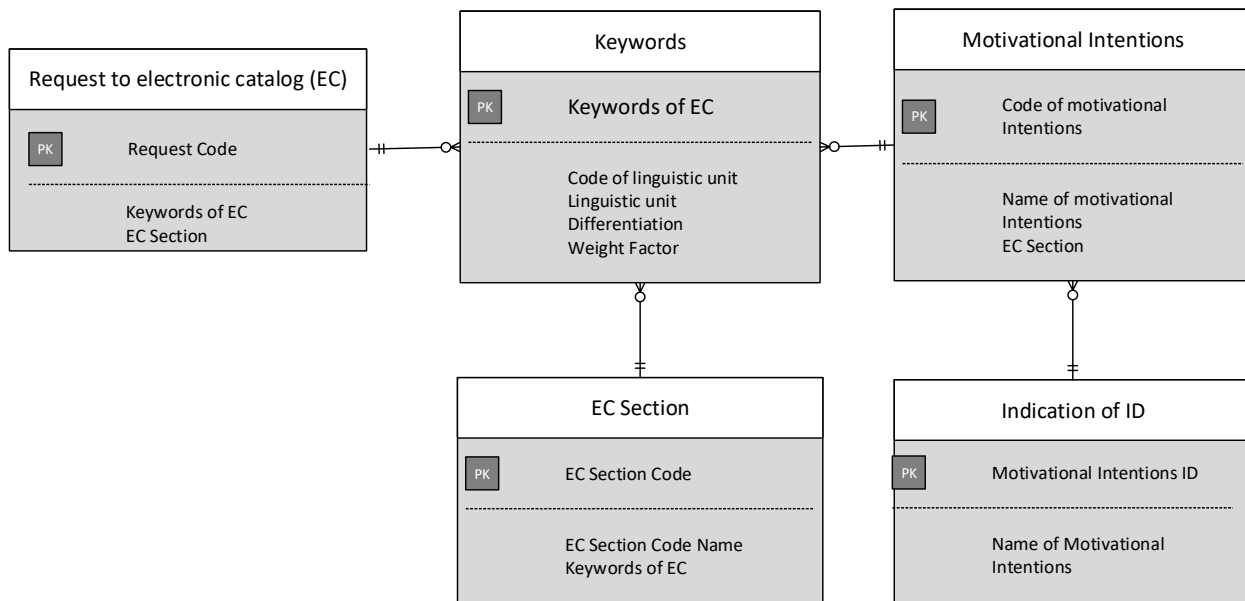 Request to electronic catalog (EC)
PK
Request Code
Keywords of EC
EC Section
Keywords
PK
Keywords of EC
Code of linguistic unit
Linguistic unit
Differentiation
Weight Factor
Motivational Intentions
PK
Code of motivational
Intentions
Name of motivational
Intentions
EC Section
EC Section
PK
EC Section Code
EC Section Code Name
Keywords of EC
Indication of ID
PK
Motivational Intentions ID
Name of Motivational
Intentions